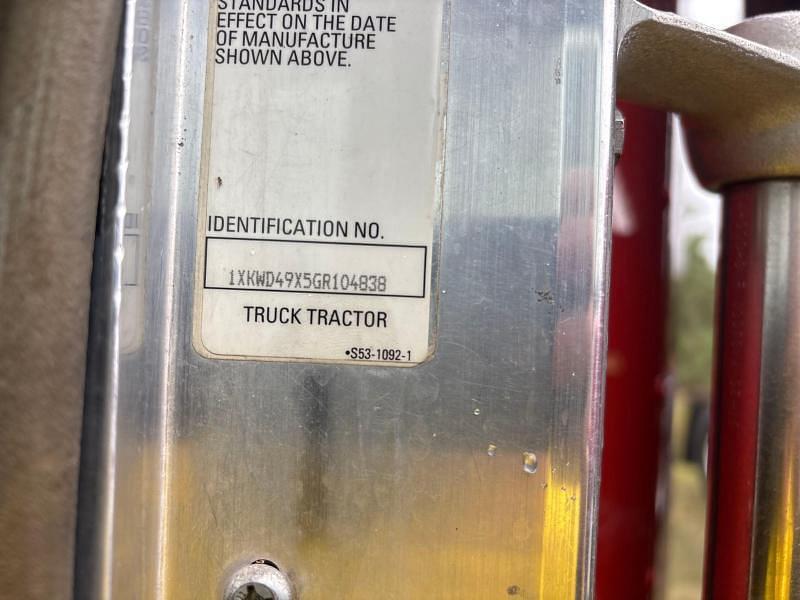 STANDARDS IN
EFFECT ON THE DATE
OF MANUFACTURE
SHOWN ABOVE.
IDENTIFICATION NO.
1XKWD49X5GR104838
TRUCK TRACTOR
•S53-1092-1